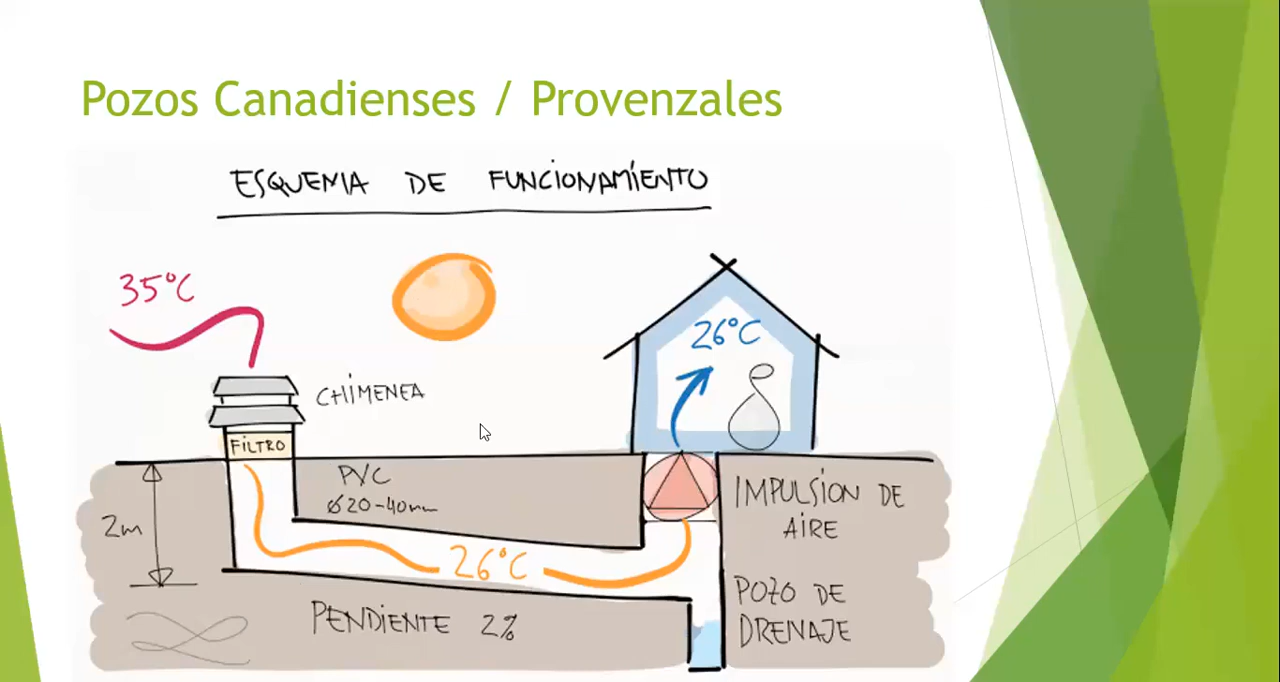 Pozos Canadienses / Provenzales
ESQUEMA DE FUNCIONAMIENTO
35°C
26°C
CHIMENEA
FILTRO
PVC
Ø20-40mm
IMPULSION DE
AIRE
2m
26°C
POZO DE
DRENAJE
PENDIENTE 2%